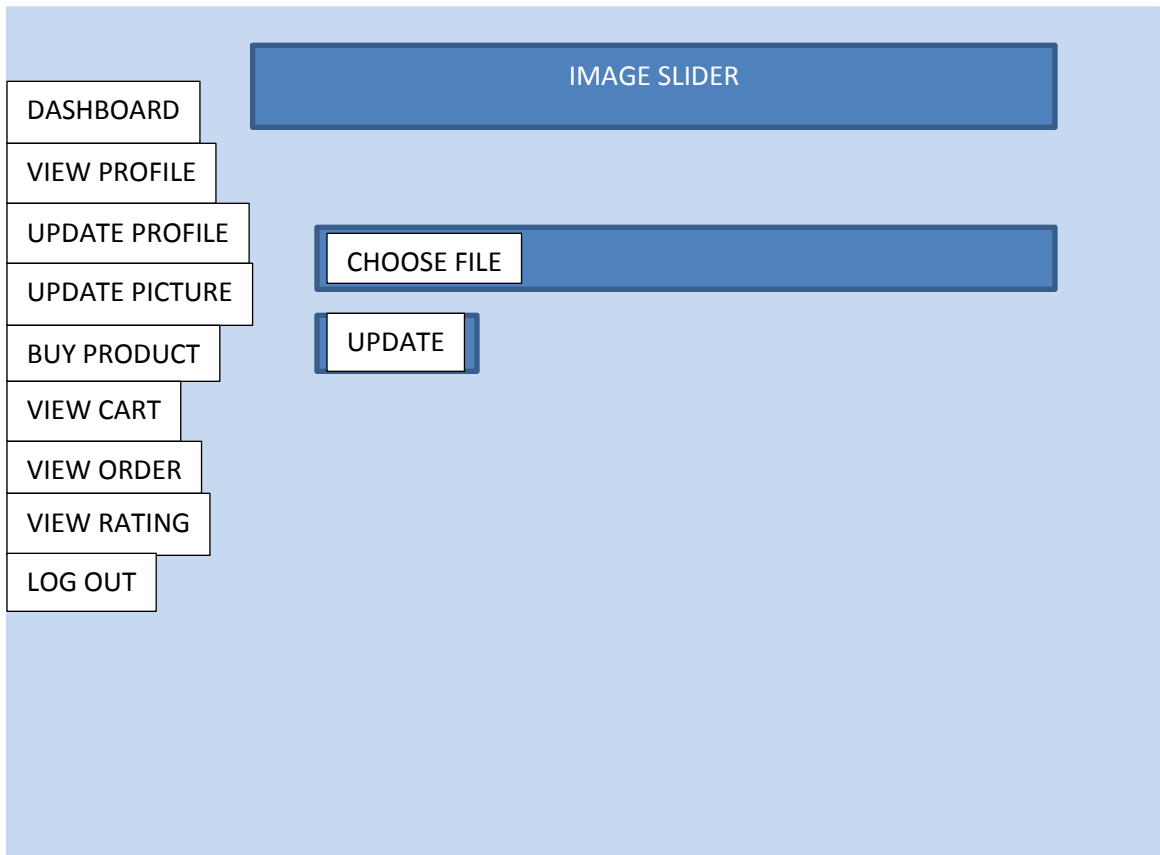 IMAGE SLIDER
DASHBOARD
VIEW PROFILE
UPDATE PROFILE
UPDATE PICTURE
BUY PRODUCT
VIEW CART
VIEW ORDER
VIEW RATING
LOG OUT
CHOOSE FILE
UPDATE